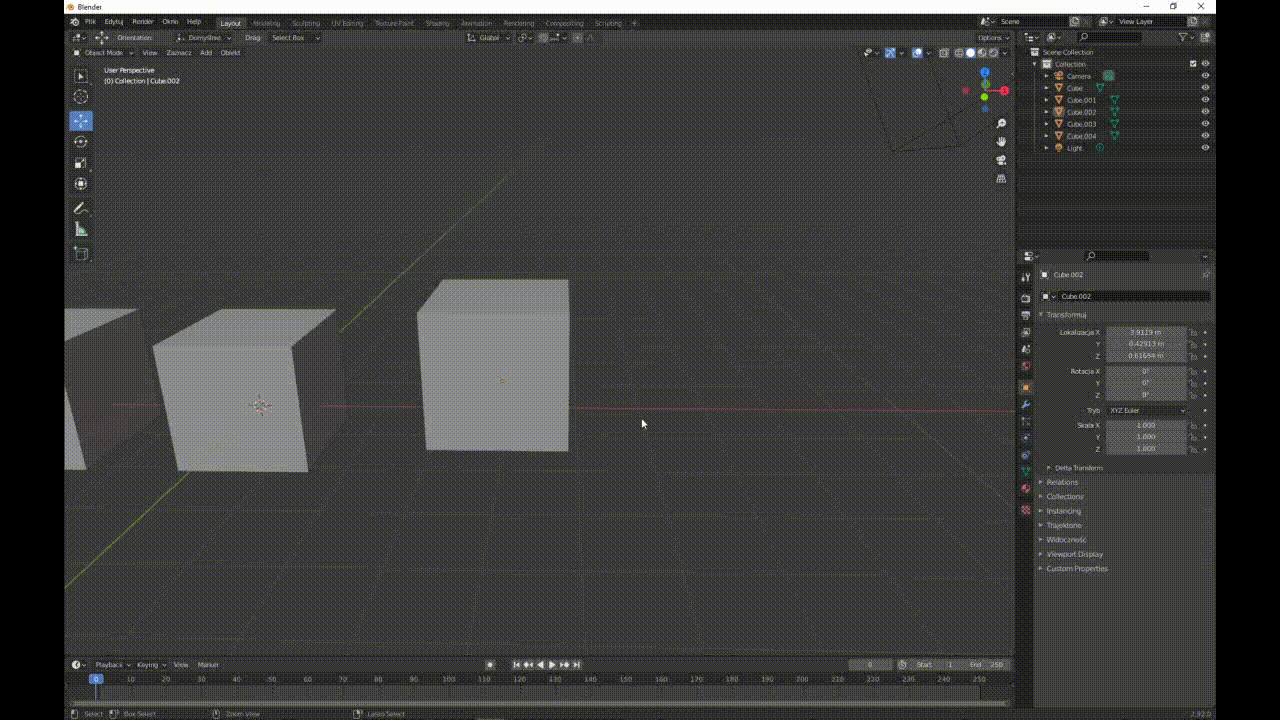 Blender
Plik Edytuj Render Okno Help Layout Modeling Sculpting UV Editing Texture Paint Shading Animation Rendering Compositing Scripting + Scene View Layer
Orientation: Domyślne Drag: Select Box Global Options
Object Mode View Zaznacz Add Obiekt
User Perspective
(0) Collection | Cube.002
Scene Collection
Collection
Camera
Cube
Cube.001
Cube.002
Cube.003
Cube.004
Light
Cube.002
Cube.002
Transformuj
Lokalizacja X 3.9119 m
Y 0.42913 m
Z 0.61654 m
Rotacja X 0°
Y 0°
Z 0°
Tryb XYZ Euler
Skala X 1.000
Y 1.000
Z 1.000
Delta Transform
Relations
Collections
Instancing
Trajektorie
Widoczność
Viewport Display
Custom Properties
Playback Keying View Marker 0 Start 1 End 250
0 10 20 30 40 50 60 70 80 90 100 110 120 130 140 150 160 170 180 190 200 210 220 230 240 250
Select Box Select Zoom View Lasso Select 2.92.0